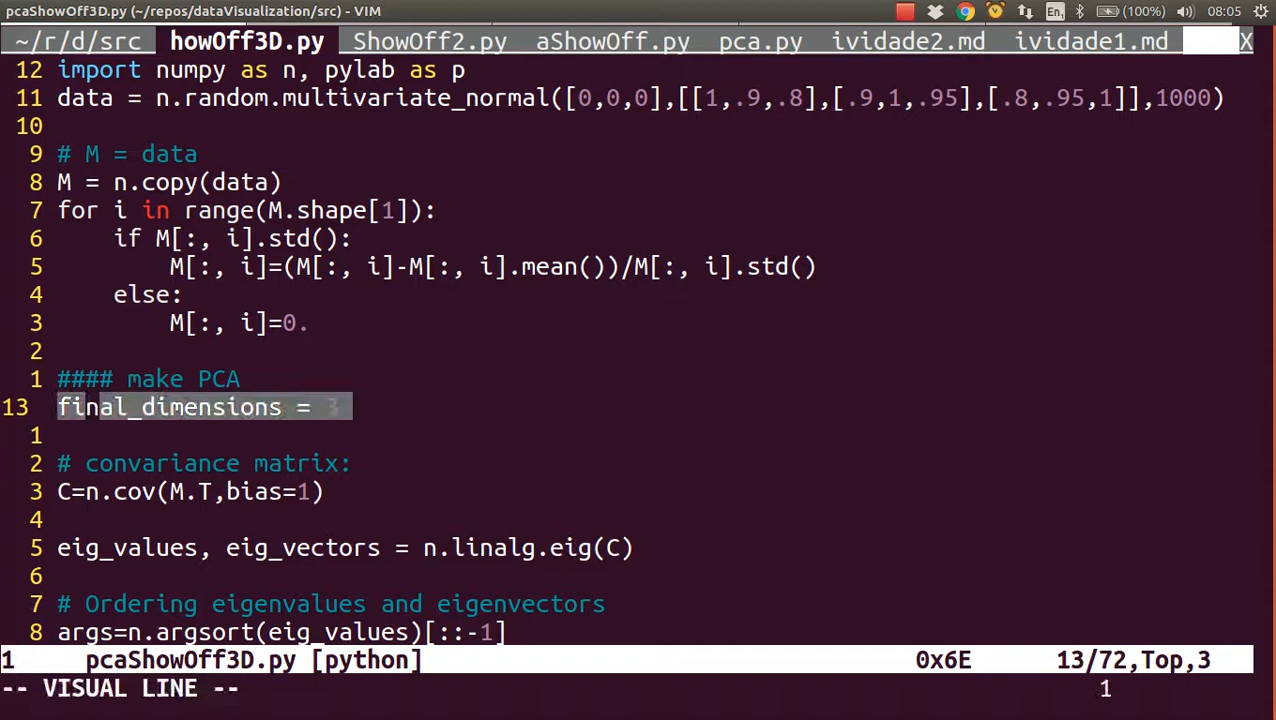 pcaShowOff3D.py (~/repos/dataVisualization/src) - VIM
En1 (100%) 08:05
~/r/d/src howOff3D.py ShowOff2.py aShowOff.py pca.py ividade2.md ividade1.md X
12 import numpy as n, pylab as p
11 data = n.random.multivariate_normal([0,0,0],[[1,.9,.8],[.9,1,.95],[.8,.95,1]],1000)
10
9 # M = data
8 M = n.copy(data)
7 for i in range(M.shape[1]):
6     if M[:, i].std():
5         M[:, i]=(M[:, i]-M[:, i].mean())/M[:, i].std()
4     else:
3         M[:, i]=0.
2
1 #### make PCA
13 final_dimensions = 3
1
2 # convariance matrix:
3 C=n.cov(M.T,bias=1)
4
5 eig_values, eig_vectors = n.linalg.eig(C)
6
7 # Ordering eigenvalues and eigenvectors
8 args=n.argsort(eig_values)[::-1]
1 pcaShowOff3D.py [python] 0x6E 13/72,Top,3
-- VISUAL LINE -- 1